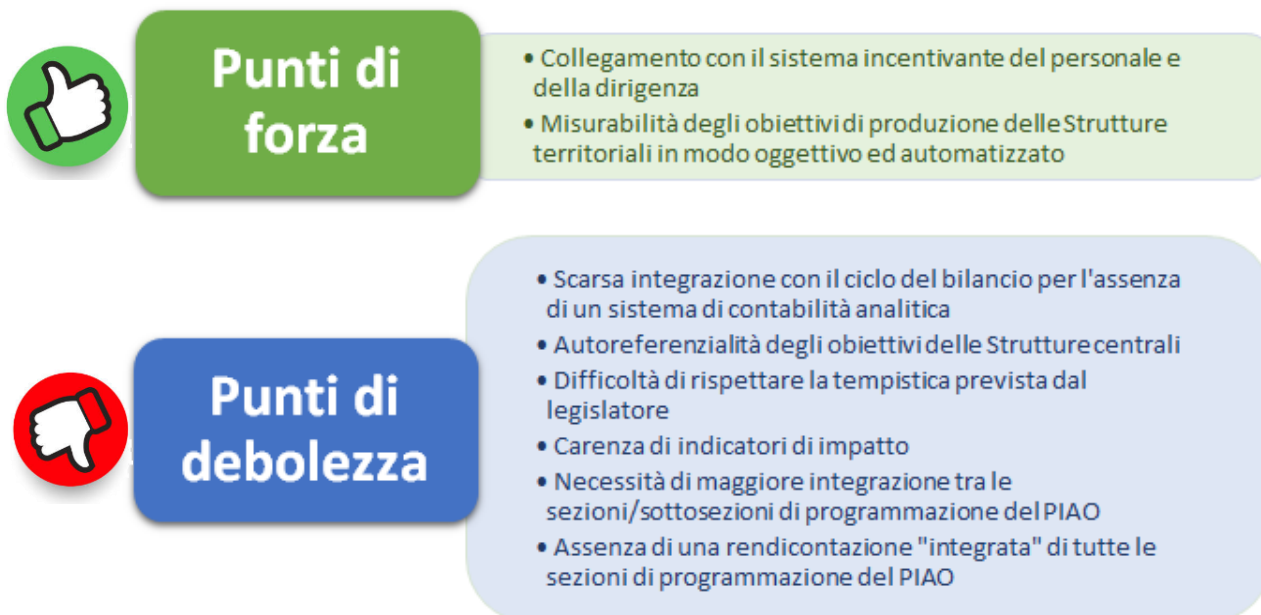 Punti di
forza
• Collegamento con il sistema incentivante del personale e
della dirigenza
• Misurabilità degli obiettivi di produzione delle Strutture
territoriali in modo oggettivo ed automatizzato
Punti di
debolezza
• Scarsa integrazione con il ciclo del bilancio per l'assenza
di un sistema di contabilità analitica
• Autoreferenzialità degli obiettivi delle Strutture centrali
• Difficoltà di rispettare la tempistica prevista dal
legislatore
• Carenza di indicatori di impatto
• Necessità di maggiore integrazione tra le
sezioni/sottosezioni di programmazione del PIAO
• Assenza di una rendicontazione "integrata" di tutte le
sezioni di programmazione del PIAO